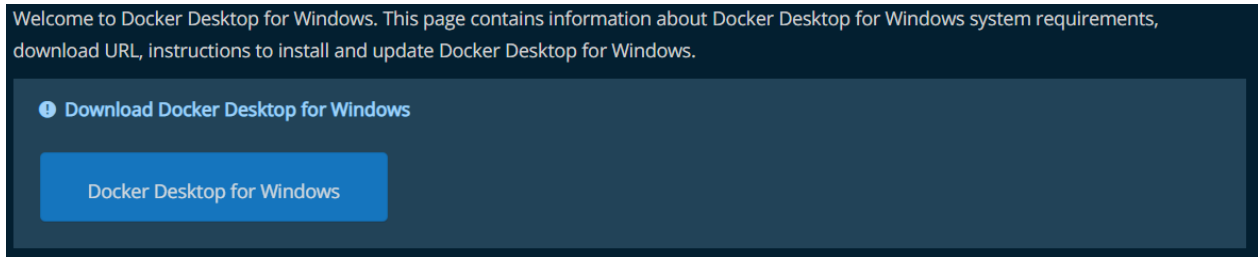 Welcome to Docker Desktop for Windows. This page contains information about Docker Desktop for Windows system requirements,
download URL, instructions to install and update Docker Desktop for Windows.
Download Docker Desktop for Windows
Docker Desktop for Windows